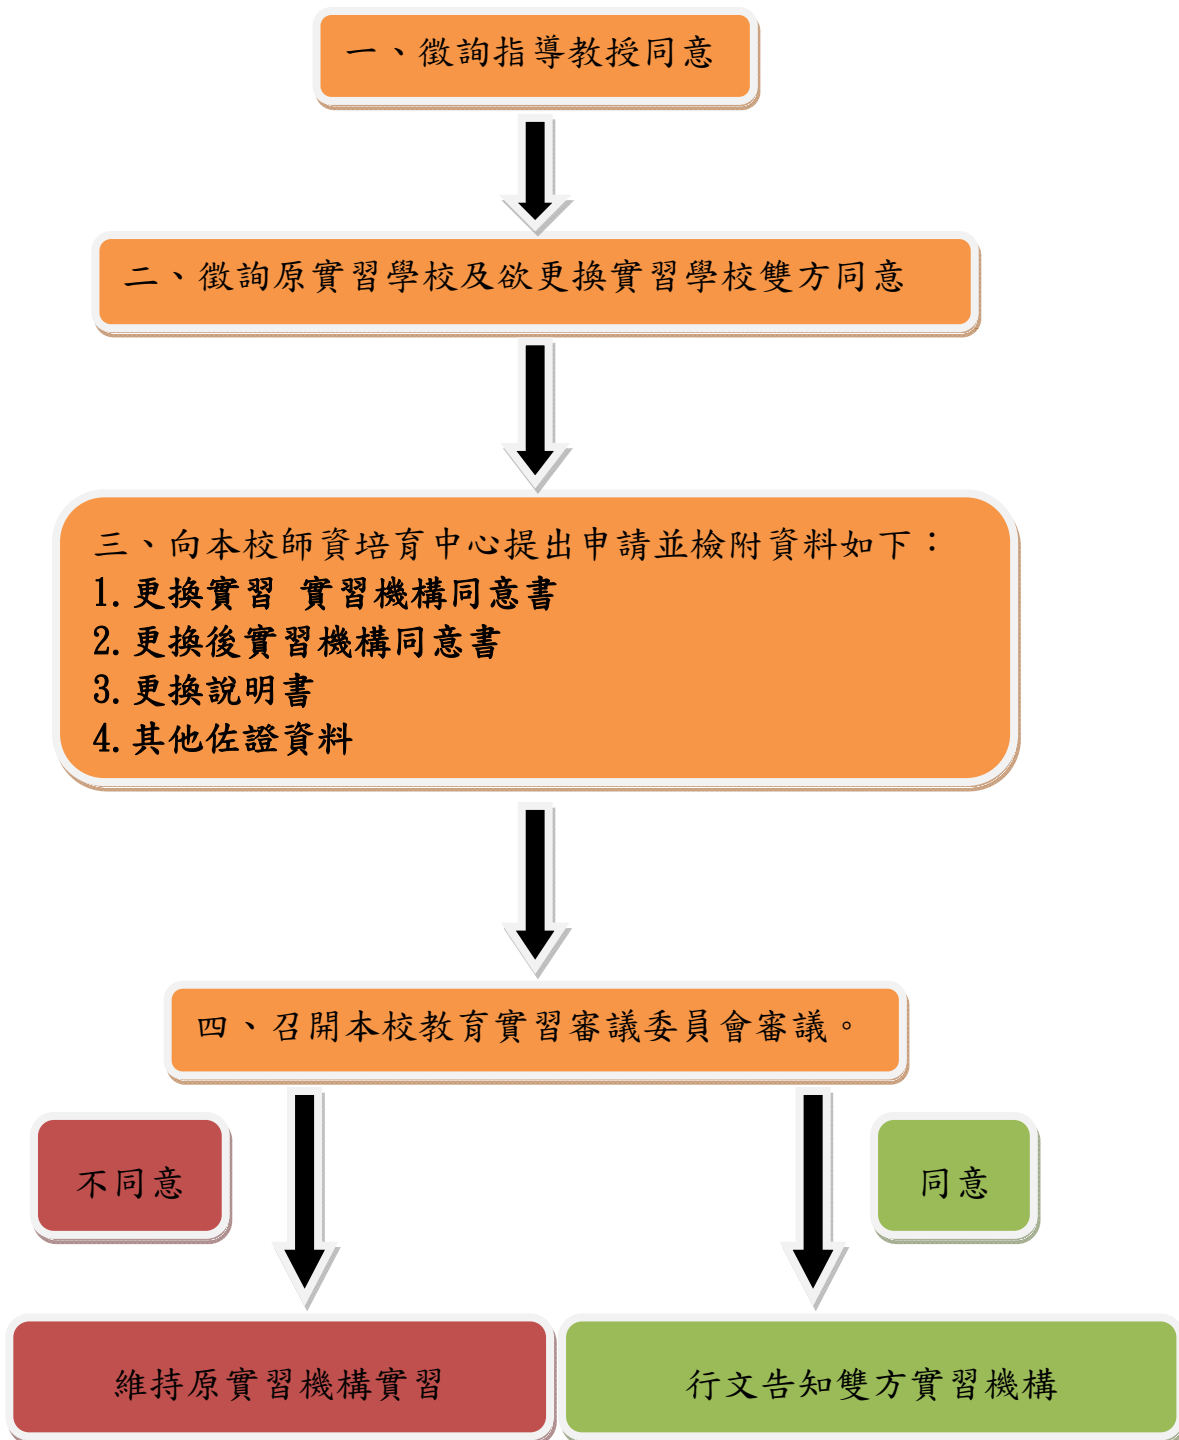 一、徵詢指導教授同意
二、徵詢原實習學校及欲更換實習學校雙方同意
三、向本校師資培育中心提出申請並檢附資料如下：
1.更換實習 實習機構同意書
2.更換後實習機構同意書
3.更換說明書
4.其他佐證資料
四、召開本校教育實習審議委員會審議。
不同意
同意
維持原實習機構實習
行文告知雙方實習機構